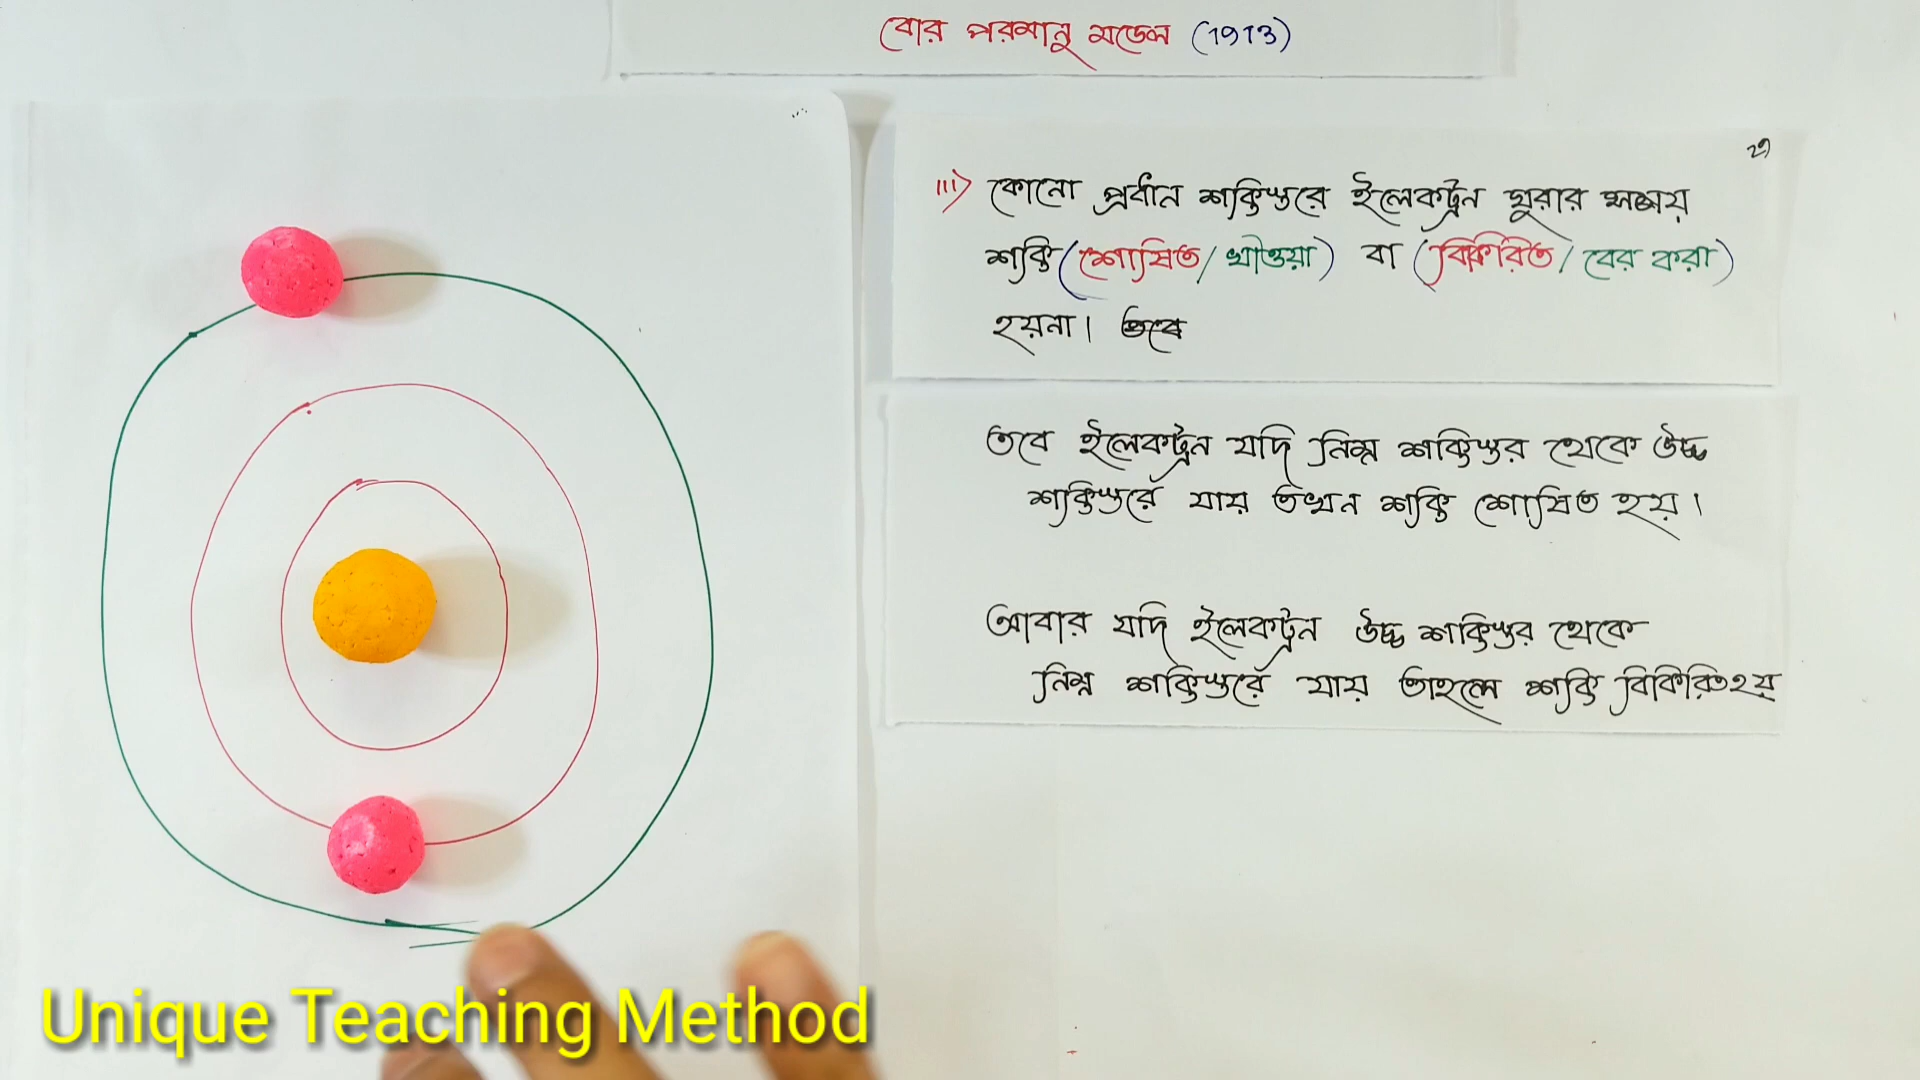 বোর পরমানু মডেল (1913)
২৭
iii> কোনো প্রধান শক্তিস্তরে ইলেকট্রন ঘুরার সময়
শক্তি (শোষিত/খাওয়া) বা (বিকিরিত/বের করা)
হয়না। তবে
তবে ইলেকট্রন যদি নিম্ন শক্তিস্তর থেকে উচ্চ
শক্তিস্তরে যায় তখন শক্তি শোষিত হয়।
আবার যদি ইলেকট্রন উচ্চ শক্তিস্তর থেকে
নিম্ন শক্তিস্তরে যায় তাহলে শক্তি বিকিরিত হয়
Unique Teaching Method